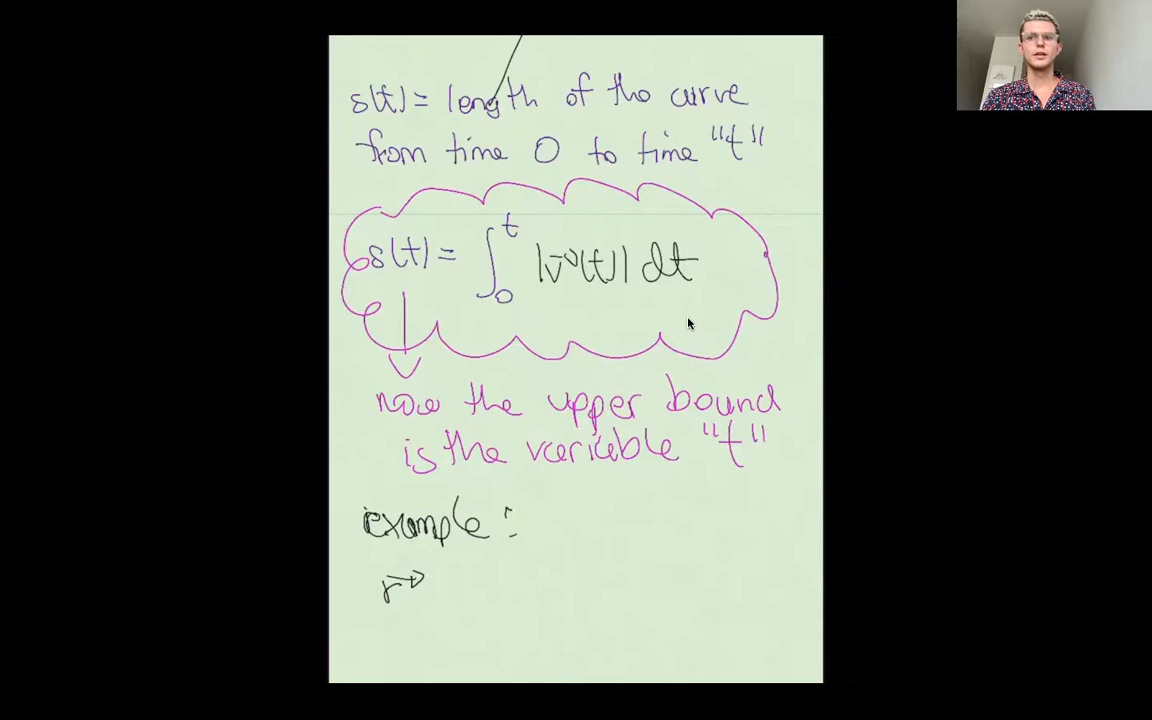 s(t) = length of the curve
from time 0 to time "t"
s(t) = ∫₀ᵗ |v⃗(t)| dt
now the upper bound
is the variable "t"
example:
r⃗